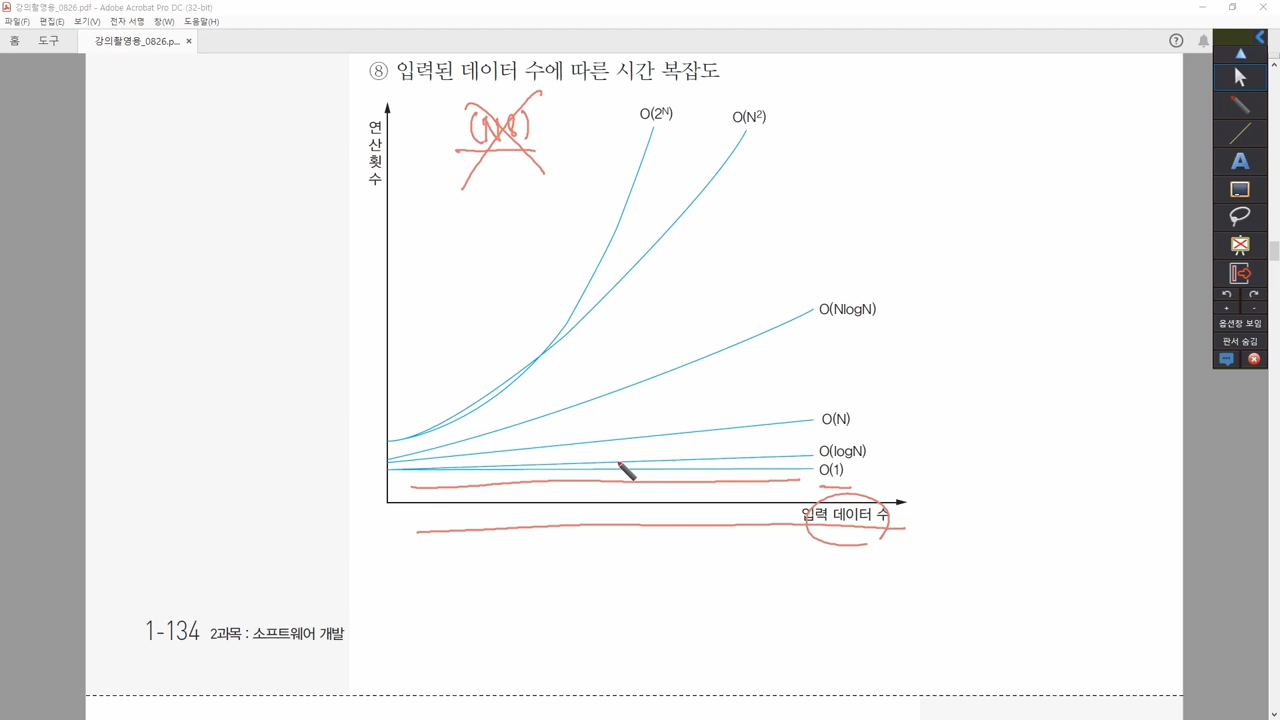 강의촬영용_0826.pdf - Adobe Acrobat Pro DC (32-bit)
파일(F) 편집(E) 보기(V) 전자 서명 창(W) 도움말(H)
홈 도구 강의촬영용_0826.p... ×
⑧ 입력된 데이터 수에 따른 시간 복잡도
연산횟수
O(2ᴺ)
O(N²)
O(NlogN)
O(N)
O(logN)
O(1)
입력 데이터 수
1-134 2과목 : 소프트웨어 개발
옵션창 보임
판서 숨김